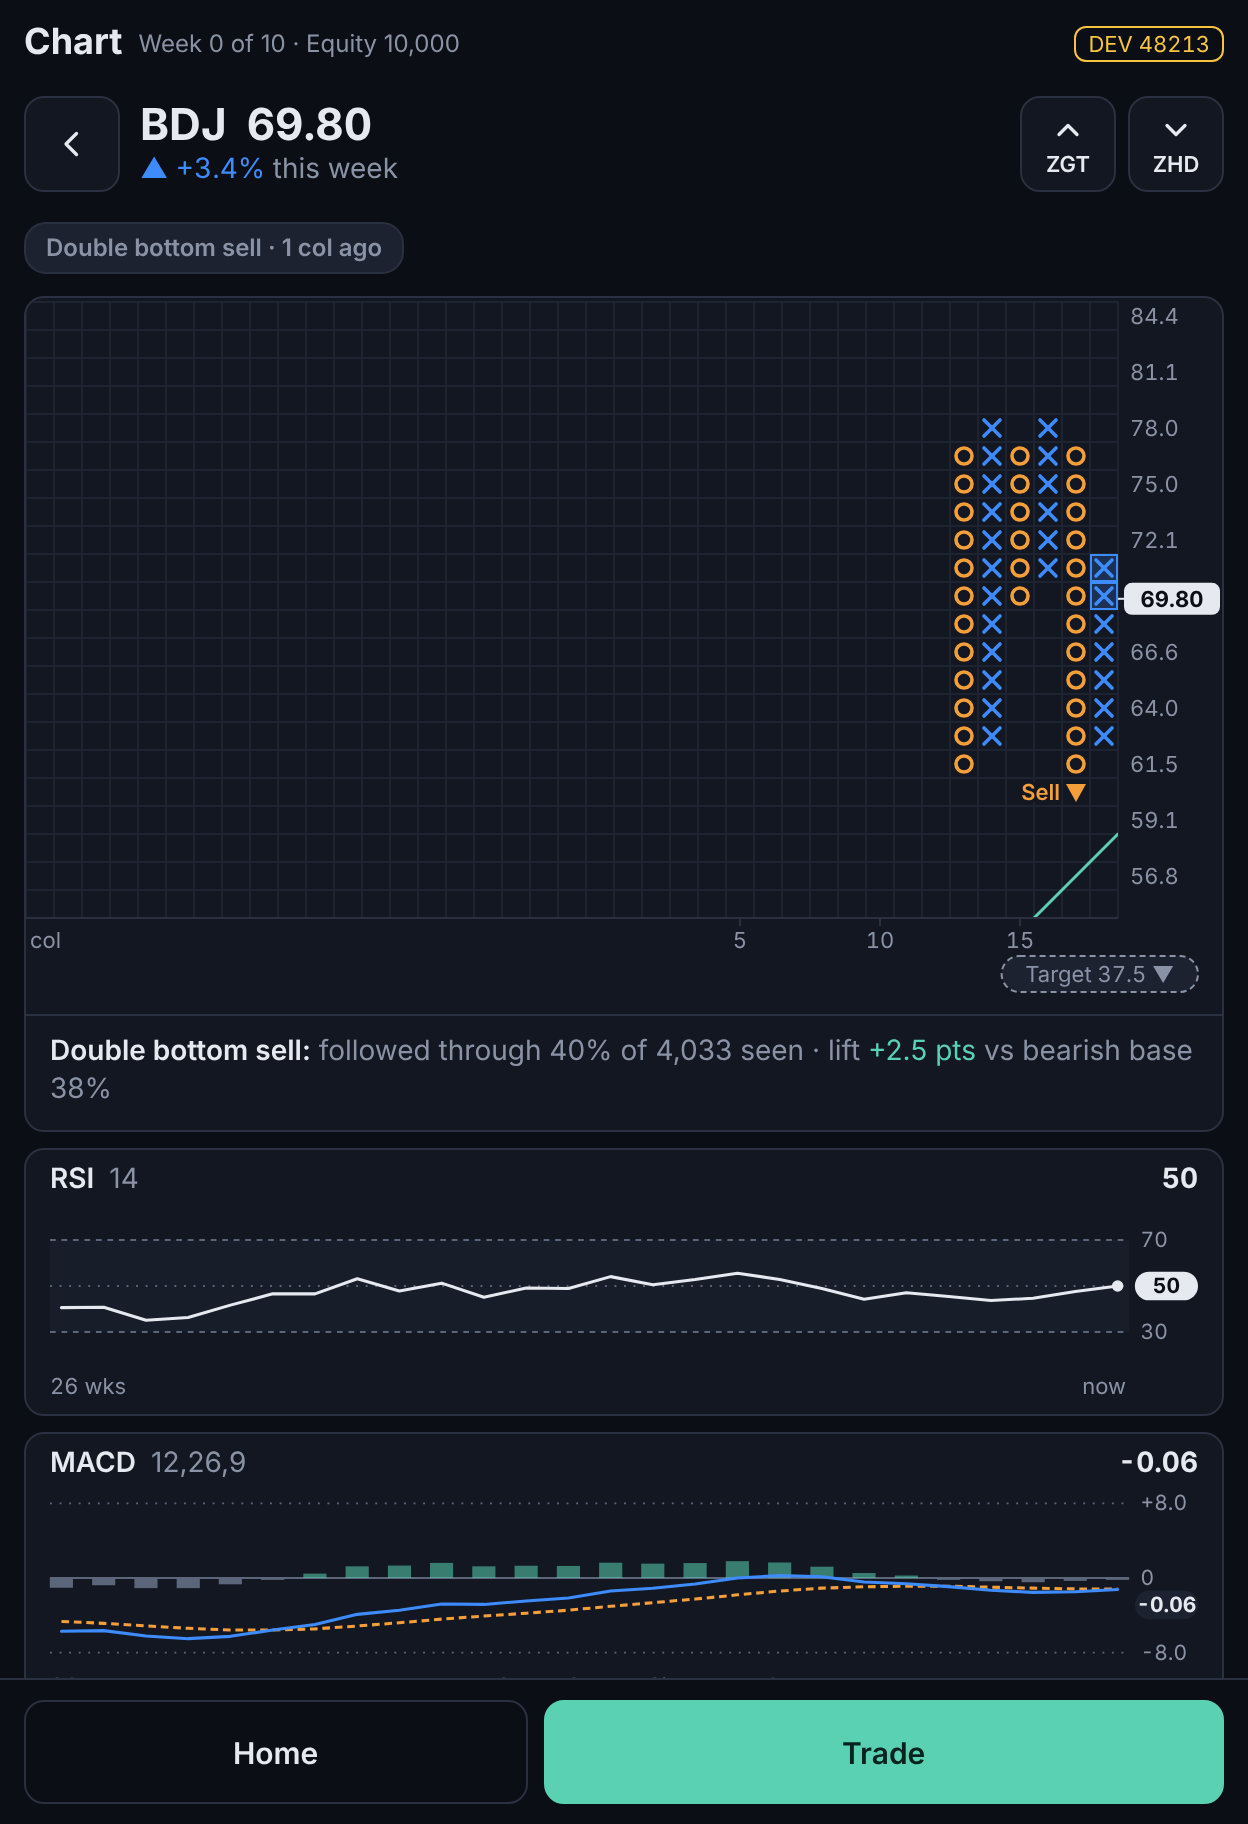 Chart Week 0 of 10 · Equity 10,000 DEV 48213
BDJ 69.80
▲ +3.4% this week
ZGT ZHD
Double bottom sell · 1 col ago
84.4
81.1
78.0
75.0
72.1
69.80
66.6
64.0
61.5
Sell ▼
59.1
56.8
col 5 10 15
Target 37.5 ▼
Double bottom sell: followed through 40% of 4,033 seen · lift +2.5 pts vs bearish base
38%
RSI 14 50
70
50
30
26 wks now
MACD 12,26,9 -0.06
+8.0
0
-0.06
-8.0
Home Trade